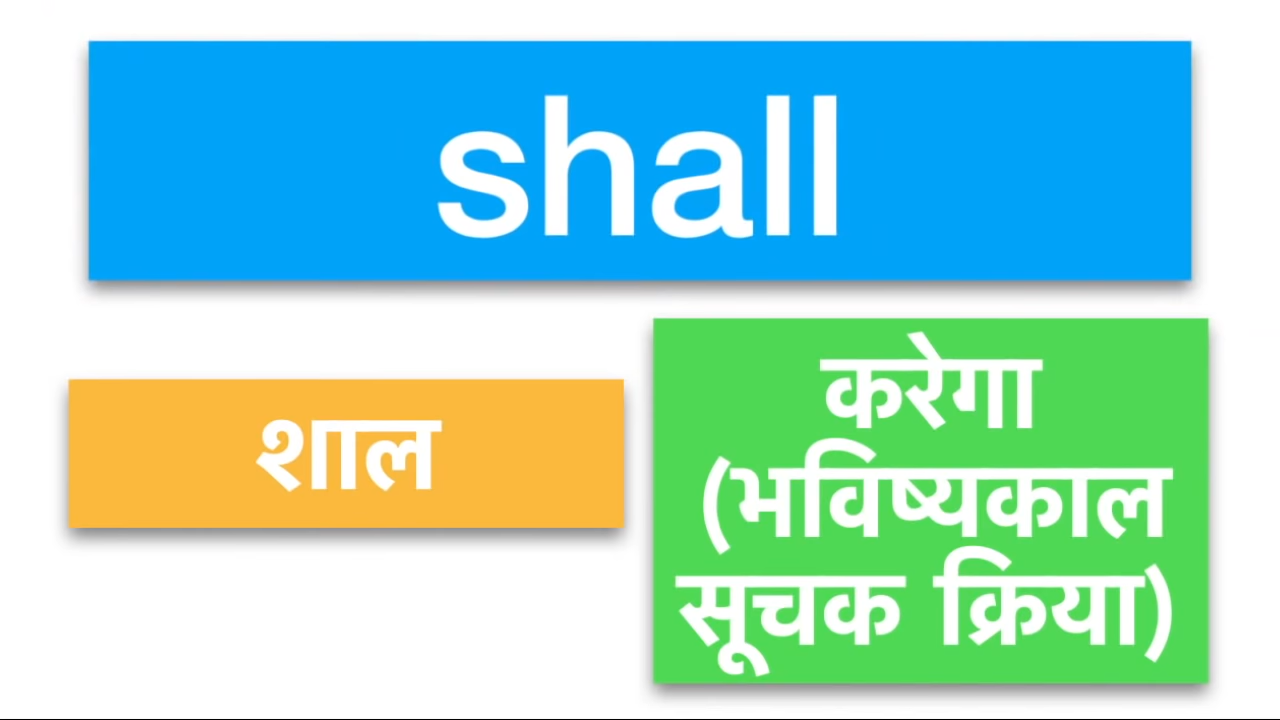 shall
शाल
करेगा
(भविष्यकाल
सूचक क्रिया)